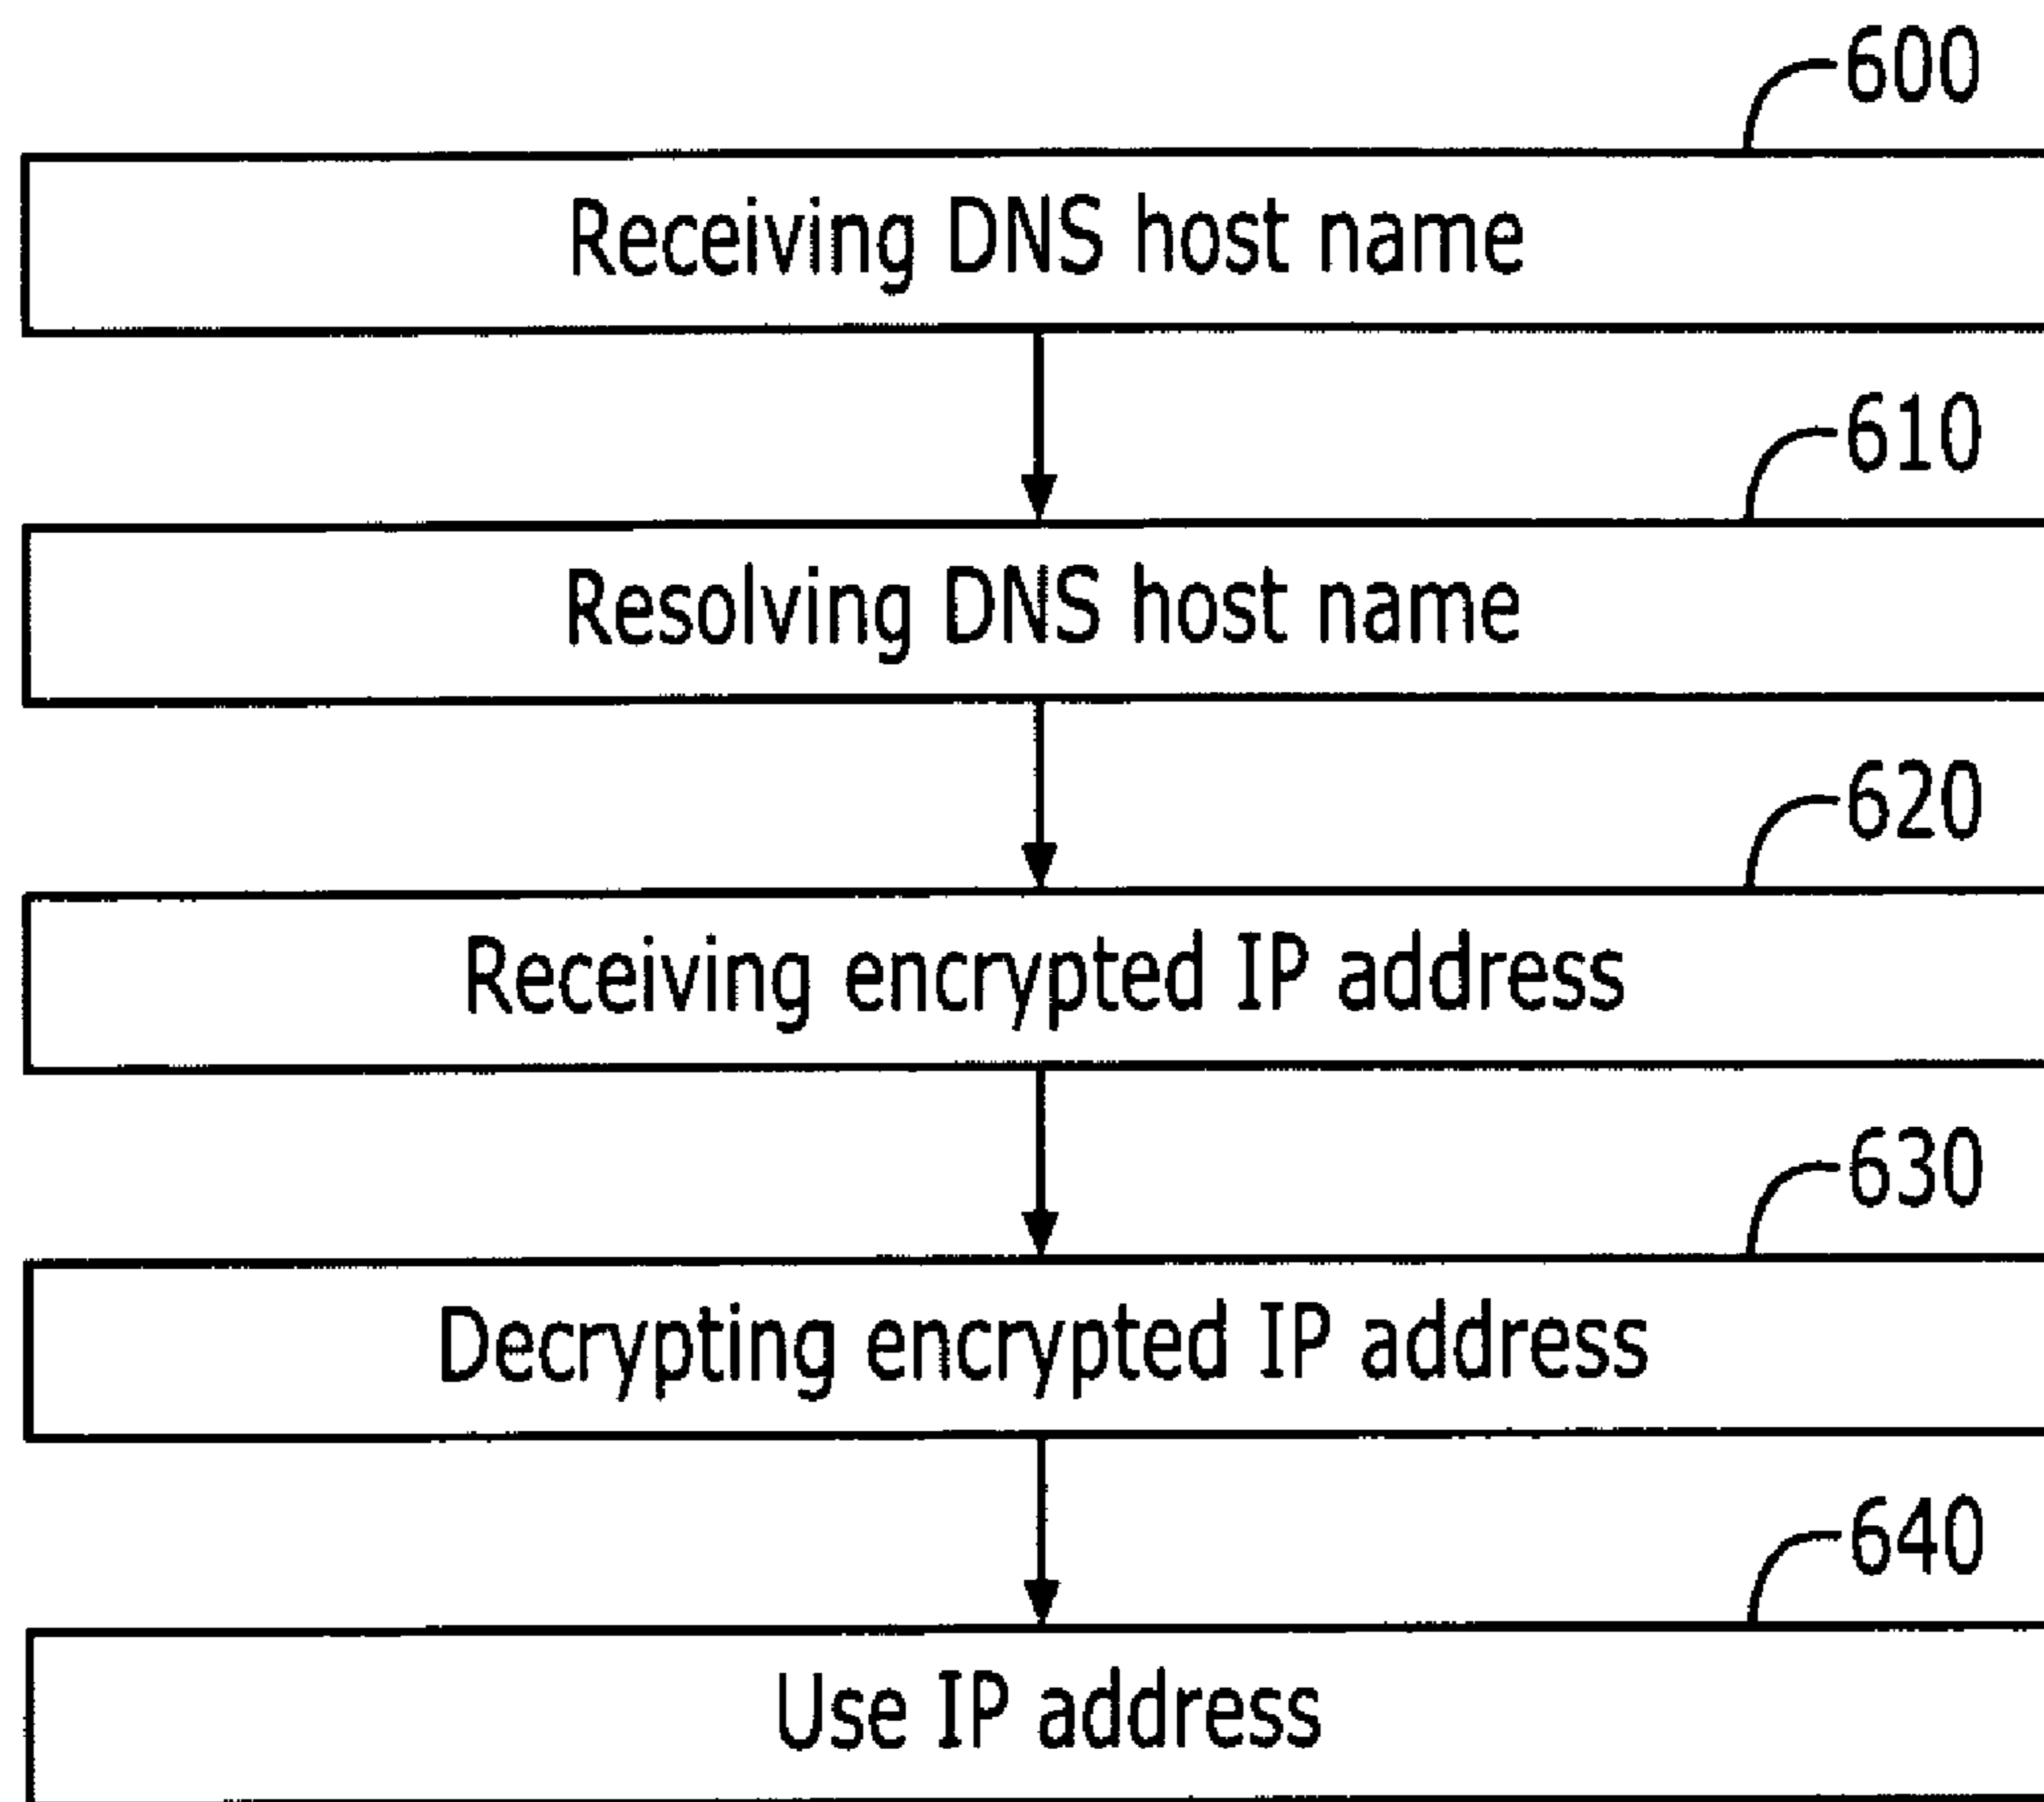 600
Receiving DNS host name
610
Resolving DNS host name
620
Receiving encrypted IP address
630
Decrypting encrypted IP address
640
Use IP address